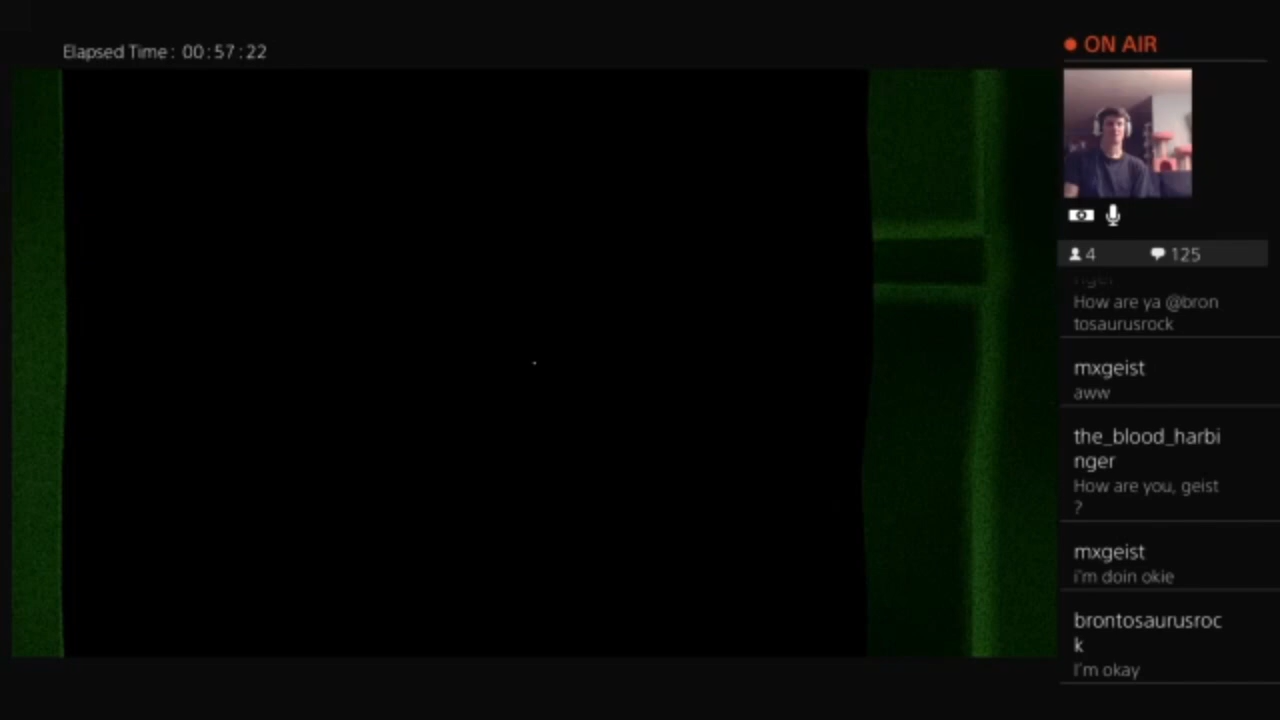 Elapsed Time: 00:57:22
ON AIR
4 125
How are ya @bron
tosaurusrock
mxgeist
aww
the_blood_harbi
nger
How are you, geist
?
mxgeist
i'm doin okie
brontosaurusroc
k
I'm okay